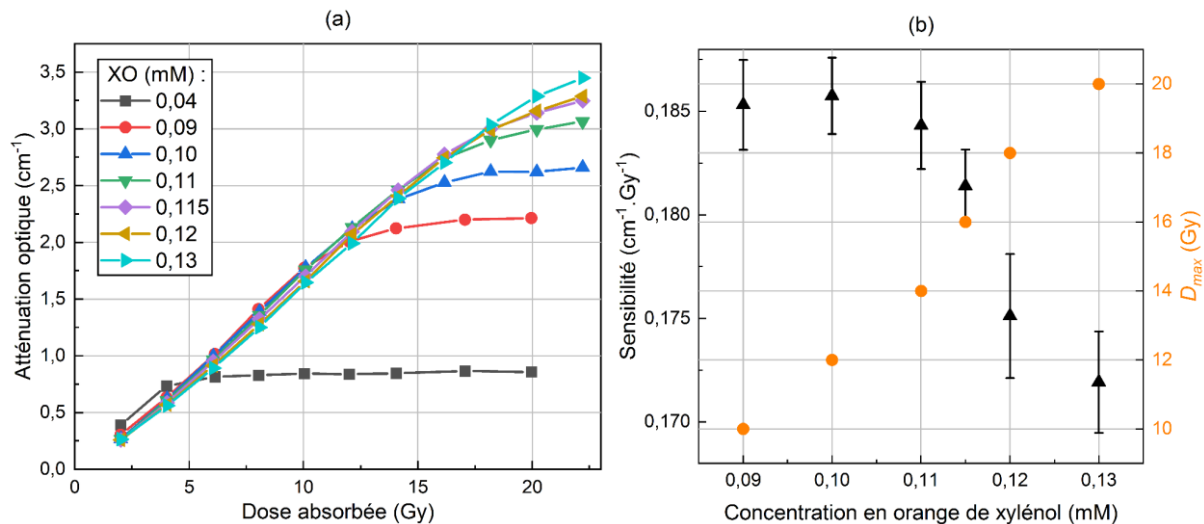 (a)
Atténuation optique (cm-1)
3,5
3,0
2,5
2,0
1,5
1,0
0,5
0,0
XO (mM) :
0,04
0,09
0,10
0,11
0,115
0,12
0,13
0 5 10 15 20
Dose absorbée (Gy)
(b)
Sensibilité (cm-1.Gy-1)
0,185
0,180
0,175
0,170
20
18
16
14
12
10
Dmax (Gy)
0,09 0,10 0,11 0,12 0,13
Concentration en orange de xylénol (mM)